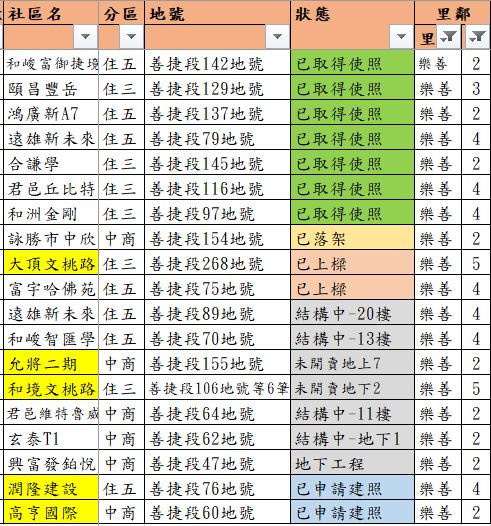 社區名 分區 地號 狀態 里鄰
里
和峻富御捷境 住五 善捷段142地號 已取得使照 樂善 2
頤昌豐岳 住三 善捷段129地號 已取得使照 樂善 3
鴻廣新A7 住五 善捷段137地號 已取得使照 樂善 2
遠雄新未來 住五 善捷段79地號 已取得使照 樂善 4
合謙學 住三 善捷段145地號 已取得使照 樂善 2
君邑丘比特 住三 善捷段116地號 已取得使照 樂善 4
和洲金剛 住三 善捷段97地號 已取得使照 樂善 4
詠勝市中欣 中商 善捷段154地號 已落架 樂善 2
大頂文桃路 住三 善捷段268地號 已上樑 樂善 5
富宇哈佛苑 住五 善捷段75地號 已上樑 樂善 4
遠雄新未來 住五 善捷段89地號 結構中-20樓 樂善 4
和峻智匯學 住五 善捷段70地號 結構中-13樓 樂善 4
允將二期 中商 善捷段155地號 未開賣地上7 樂善 2
和境文桃路 住三 善捷段106地號等6筆 未開賣地下2 樂善 5
君邑維特魯威 中商 善捷段64地號 結構中-11樓 樂善 2
玄泰T1 中商 善捷段62地號 結構中-地下1 樂善 2
興富發鉑悅 中商 善捷段47地號 地下工程 樂善 2
潤隆建設 住五 善捷段76地號 已申請建照 樂善 4
高亨國際 中商 善捷段60地號 已申請建照 樂善 2